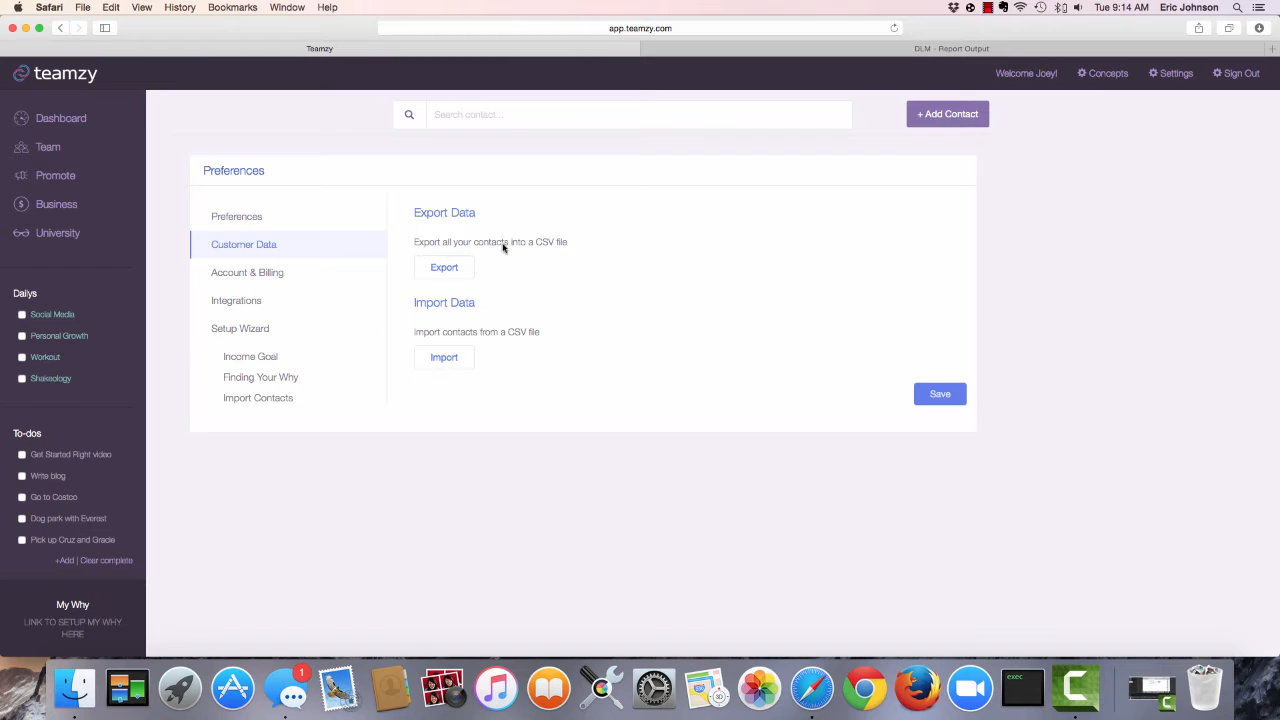 Safari File Edit View History Bookmarks Window Help
Tue 9:14 AM Eric Johnson
app.teamzy.com
Teamzy
DLM - Report Output
teamzy
Welcome Joey! Concepts Settings Sign Out
Search contact...
+ Add Contact
Dashboard
Team
Promote
Business
University
Dailys
Social Media
Personal Growth
Workout
Shakeology
To-dos
Get Started Right video
Write blog
Go to Costco
Dog park with Everest
Pick up Cruz and Gracie
+Add | Clear complete
My Why
LINK TO SETUP MY WHY
HERE
Preferences
Preferences
Customer Data
Account & Billing
Integrations
Setup Wizard
Income Goal
Finding Your Why
Import Contacts
Export Data
Export all your contacts into a CSV file
Export
Import Data
Import contacts from a CSV file
Import
Save
1
3D
exec